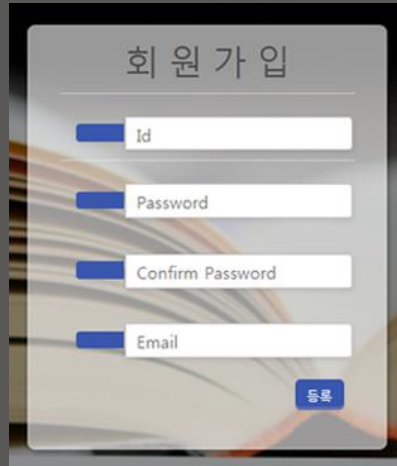 회 원 가 입
Id
Password
Confirm Password
Email
등록